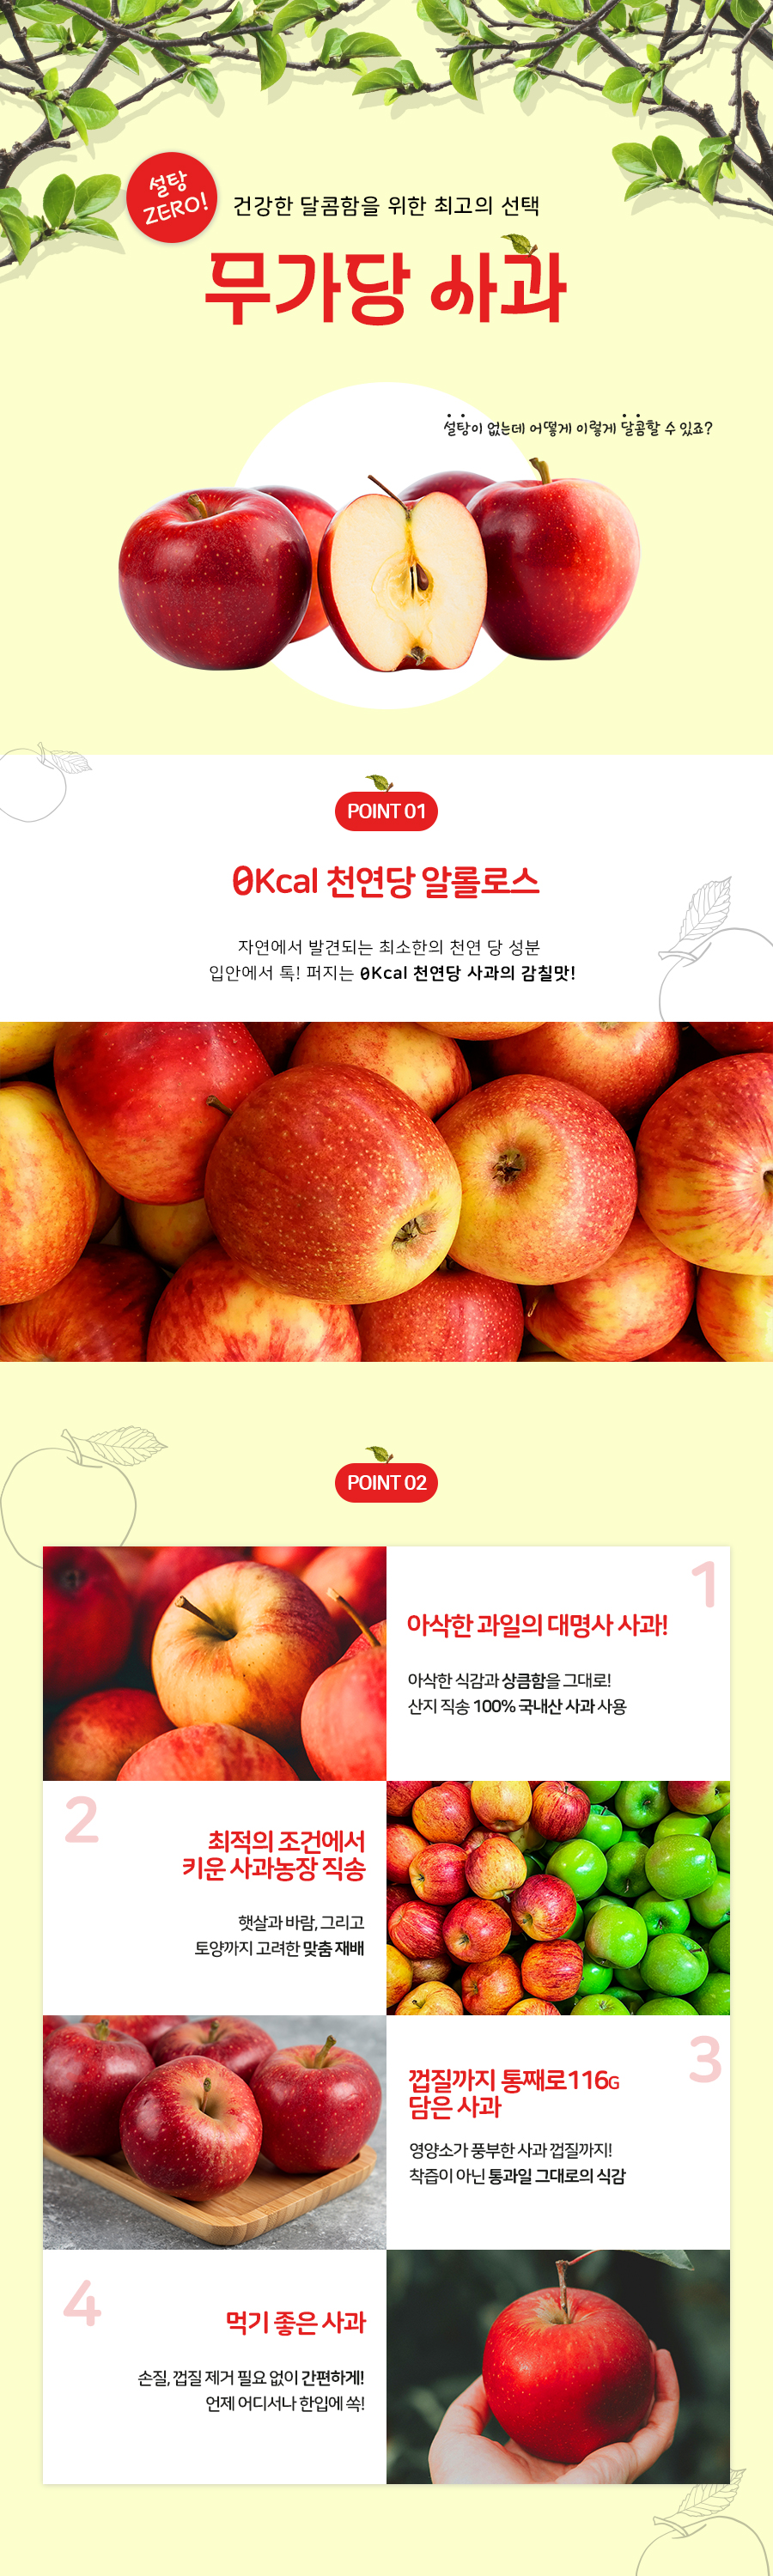 설탕
ZERO!
건강한 달콤함을 위한 최고의 선택
무가당 사과
설탕이 없는데 어떻게 이렇게 달콤할 수 있죠?
POINT 01
0Kcal 천연당 알롤로스
자연에서 발견되는 최소한의 천연 당 성분
입안에서 톡! 퍼지는 0Kcal 천연당 사과의 감칠맛!
POINT 02
1
아삭한 과일의 대명사 사과!
아삭한 식감과 상큼함을 그대로!
산지 직송 100% 국내산 사과 사용
2
최적의 조건에서
키운 사과농장 직송
햇살과 바람, 그리고
토양까지 고려한 맞춤 재배
3
껍질까지 통째로116G
담은 사과
영양소가 풍부한 사과 껍질까지!
착즙이 아닌 통과일 그대로의 식감
4
먹기 좋은 사과
손질, 껍질 제거 필요 없이 간편하게!
언제 어디서나 한입에 쏙!